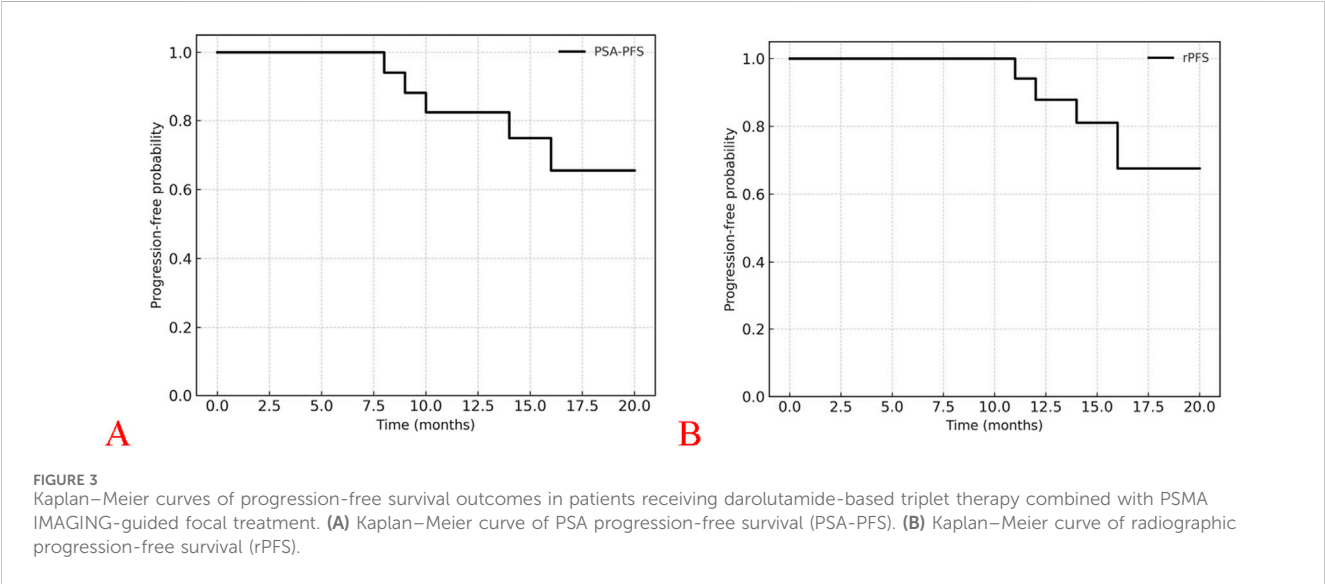 PSA-PFS
1.0
0.8
0.6
0.4
0.2
0.0
Progression-free probability
0.0 2.5 5.0 7.5 10.0 12.5 15.0 17.5 20.0
Time (months)
A
rPFS
1.0
0.8
0.6
0.4
0.2
0.0
Progression-free probability
0.0 2.5 5.0 7.5 10.0 12.5 15.0 17.5 20.0
Time (months)
B
FIGURE 3
Kaplan–Meier curves of progression-free survival outcomes in patients receiving darolutamide-based triplet therapy combined with PSMA
IMAGING-guided focal treatment. (A) Kaplan–Meier curve of PSA progression-free survival (PSA-PFS). (B) Kaplan–Meier curve of radiographic
progression-free survival (rPFS).